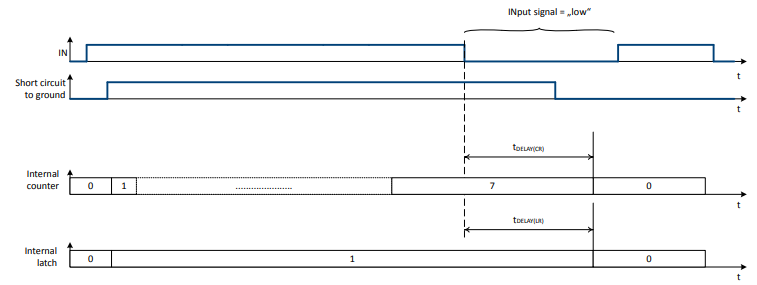 INput signal = „low“
IN
t
Short circuit
to ground
t
tDELAY(CR)
Internal
counter
0 1 ...................... 7 0
t
tDELAY(LR)
Internal
latch
0 1 0
t